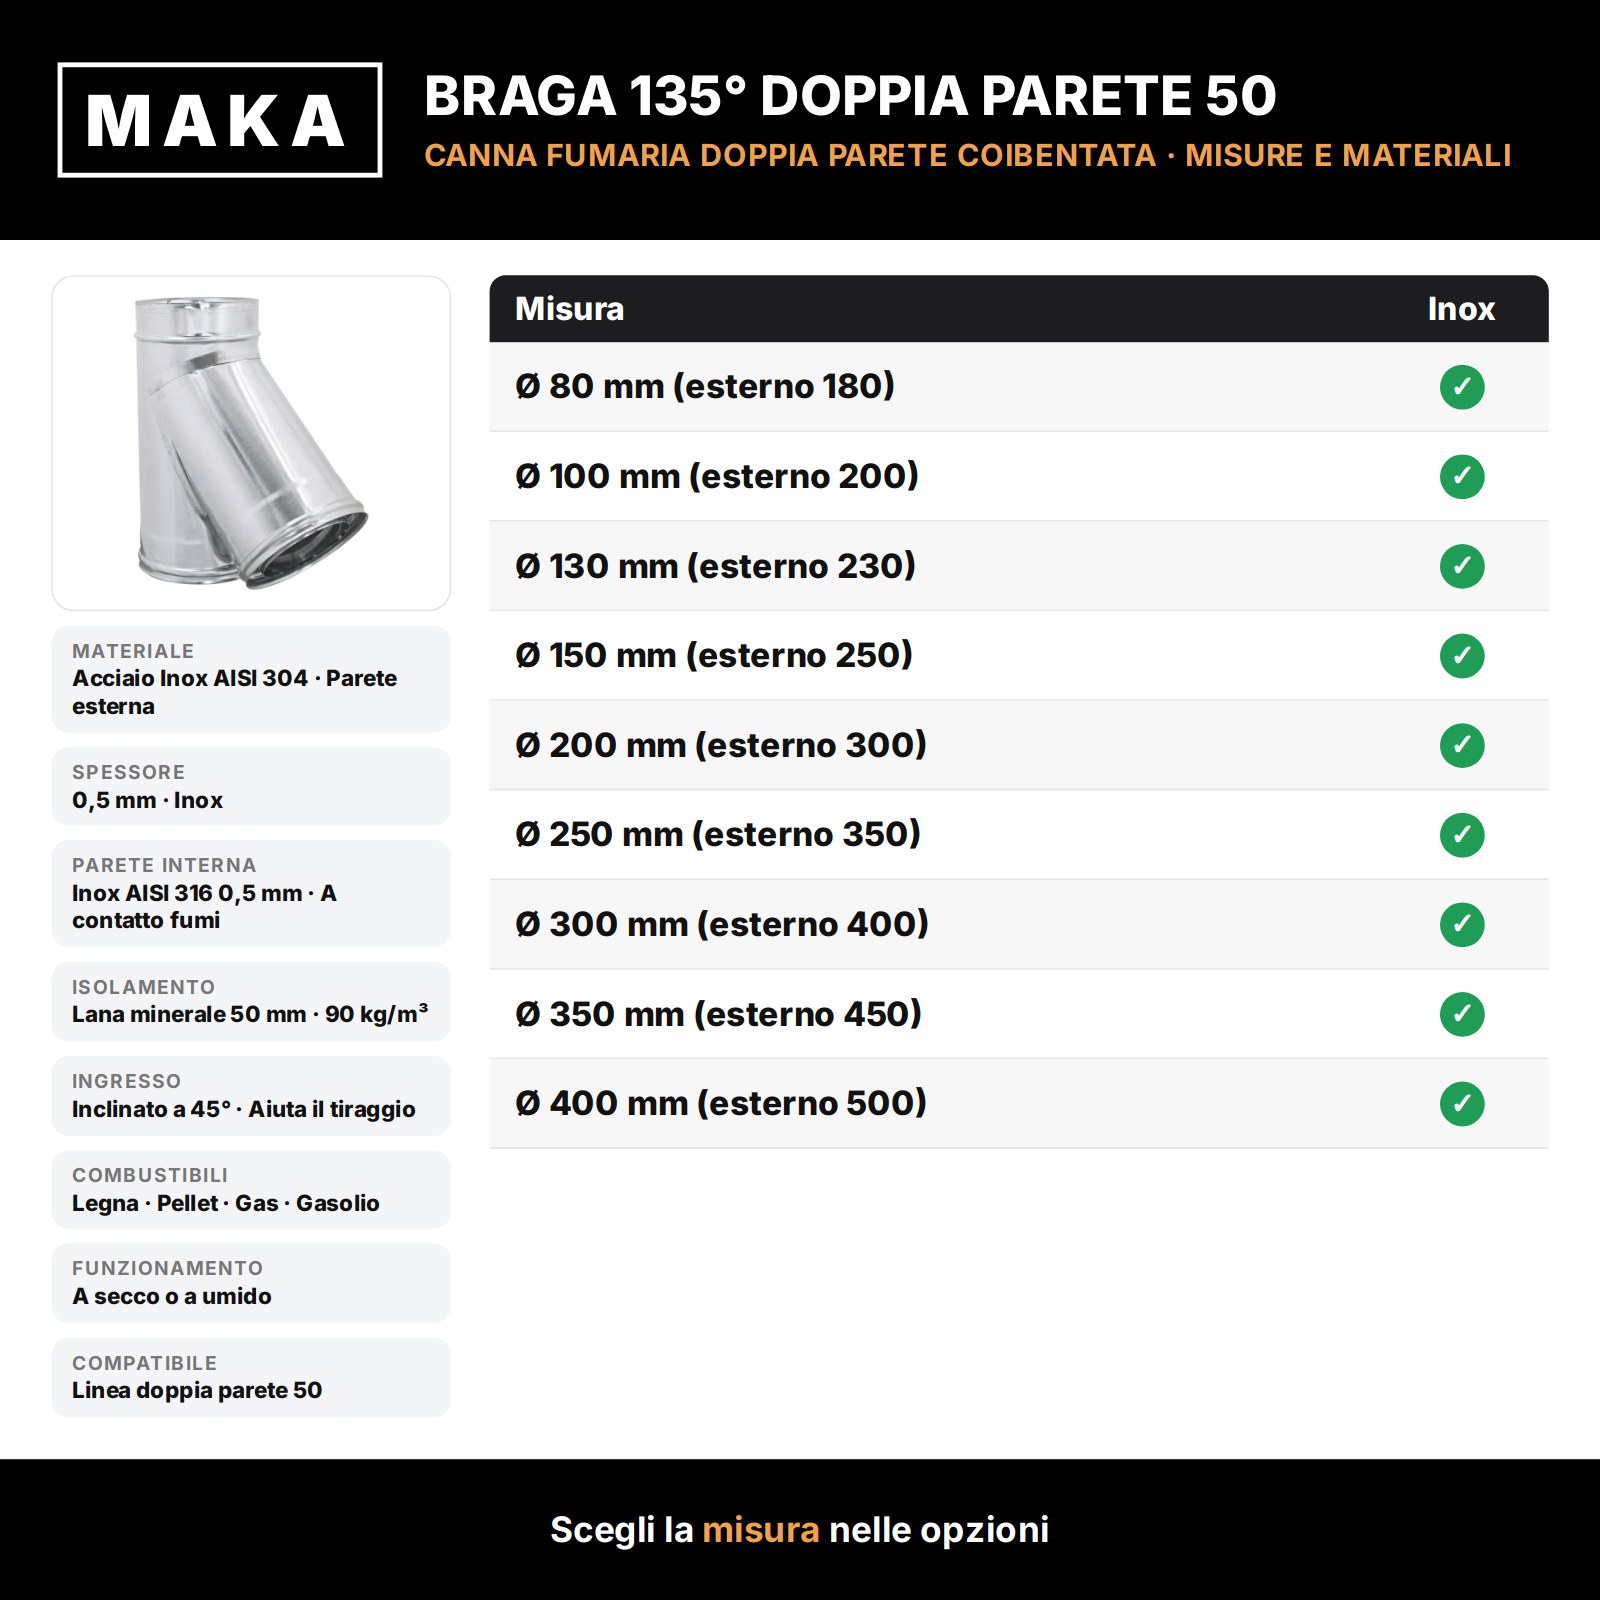 MAKA
BRAGA 135° DOPPIA PARETE 50
CANNA FUMARIA DOPPIA PARETE COIBENTATA · MISURE E MATERIALI
MATERIALE
Acciaio Inox AISI 304 · Parete
esterna
SPESSORE
0,5 mm · Inox
PARETE INTERNA
Inox AISI 316 0,5 mm · A
contatto fumi
ISOLAMENTO
Lana minerale 50 mm · 90 kg/m³
INGRESSO
Inclinato a 45° · Aiuta il tiraggio
COMBUSTIBILI
Legna · Pellet · Gas · Gasolio
FUNZIONAMENTO
A secco o a umido
COMPATIBILE
Linea doppia parete 50
Misura Inox
Ø 80 mm (esterno 180) ✓
Ø 100 mm (esterno 200) ✓
Ø 130 mm (esterno 230) ✓
Ø 150 mm (esterno 250) ✓
Ø 200 mm (esterno 300) ✓
Ø 250 mm (esterno 350) ✓
Ø 300 mm (esterno 400) ✓
Ø 350 mm (esterno 450) ✓
Ø 400 mm (esterno 500) ✓
Scegli la misura nelle opzioni